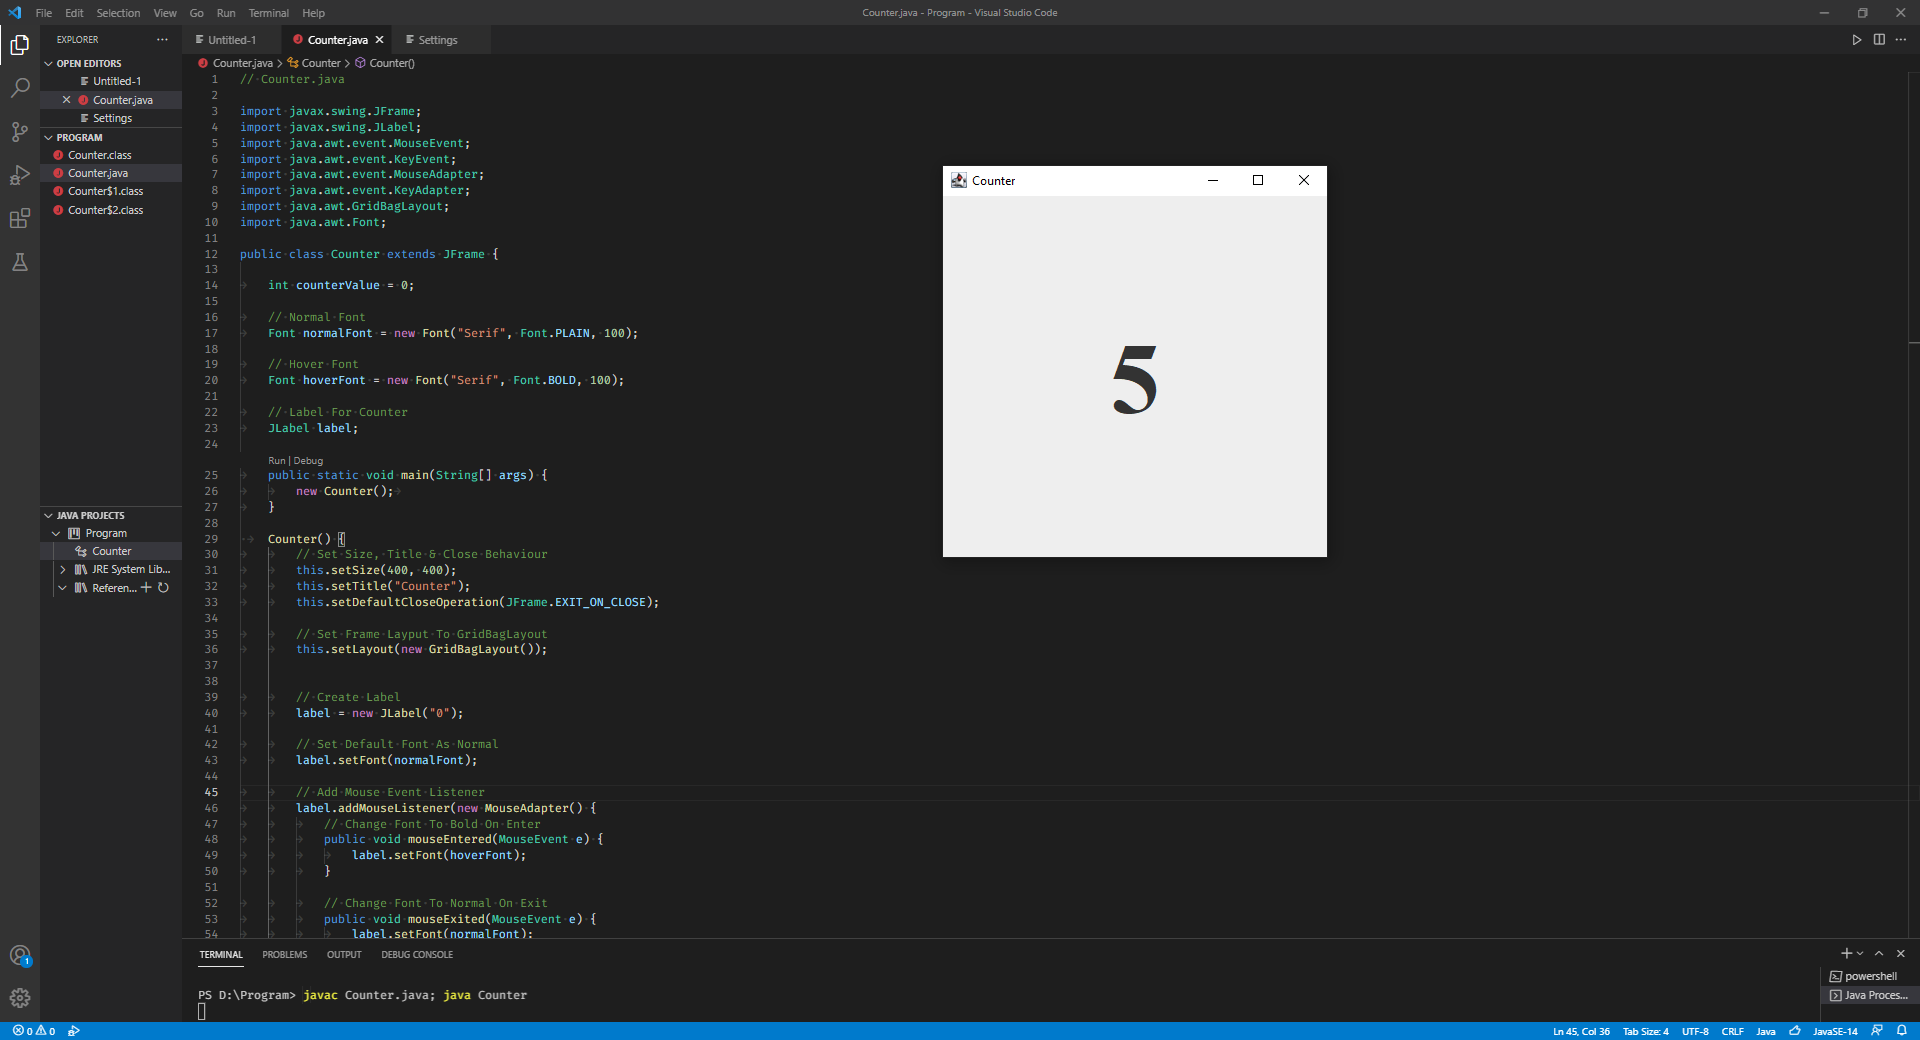 File Edit Selection View Go Run Terminal Help
Counter.java - Program - Visual Studio Code
EXPLORER
OPEN EDITORS
Untitled-1
Counter.java
Settings
PROGRAM
Counter.class
Counter.java
Counter$1.class
Counter$2.class
JAVA PROJECTS
Program
Counter
JRE System Lib...
Referen...
1
Untitled-1 Counter.java Settings
Counter.java > Counter > Counter()
1 // Counter.java
2
3 import javax.swing.JFrame;
4 import javax.swing.JLabel;
5 import java.awt.event.MouseEvent;
6 import java.awt.event.KeyEvent;
7 import java.awt.event.MouseAdapter;
8 import java.awt.event.KeyAdapter;
9 import java.awt.GridBagLayout;
10 import java.awt.Font;
11
12 public class Counter extends JFrame {
13
14 int counterValue = 0;
15
16 // Normal Font
17 Font normalFont = new Font("Serif", Font.PLAIN, 100);
18
19 // Hover Font
20 Font hoverFont = new Font("Serif", Font.BOLD, 100);
21
22 // Label For Counter
23 JLabel label;
24
Run | Debug
25 public static void main(String[] args) {
26 new Counter();
27 }
28
29 Counter() {
30 // Set Size, Title & Close Behaviour
31 this.setSize(400, 400);
32 this.setTitle("Counter");
33 this.setDefaultCloseOperation(JFrame.EXIT_ON_CLOSE);
34
35 // Set Frame Layput To GridBagLayout
36 this.setLayout(new GridBagLayout());
37
38
39 // Create Label
40 label = new JLabel("0");
41
42 // Set Default Font As Normal
43 label.setFont(normalFont);
44
45 // Add Mouse Event Listener
46 label.addMouseListener(new MouseAdapter() {
47 // Change Font To Bold On Enter
48 public void mouseEntered(MouseEvent e) {
49 label.setFont(hoverFont);
50 }
51
52 // Change Font To Normal On Exit
53 public void mouseExited(MouseEvent e) {
54 label.setFont(normalFont);
Counter
5
TERMINAL PROBLEMS OUTPUT DEBUG CONSOLE
PS D:\Program> javac Counter.java; java Counter
powershell
Java Proces...
0 0
Ln 45, Col 36 Tab Size: 4 UTF-8 CRLF Java JavaSE-14